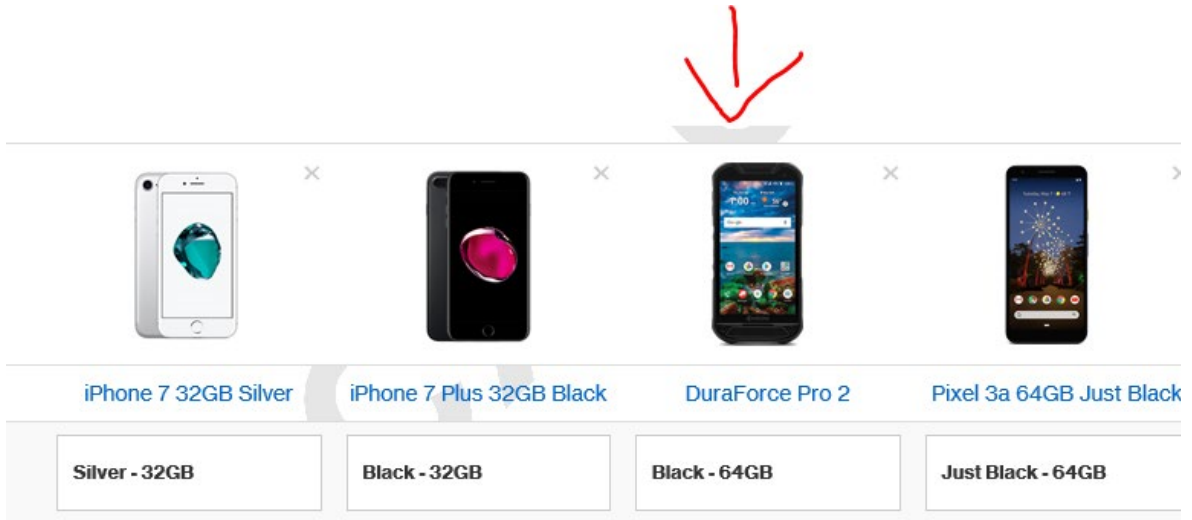 iPhone 7 32GB Silver
iPhone 7 Plus 32GB Black
DuraForce Pro 2
Pixel 3a 64GB Just Black
Silver - 32GB
Black - 32GB
Black - 64GB
Just Black - 64GB